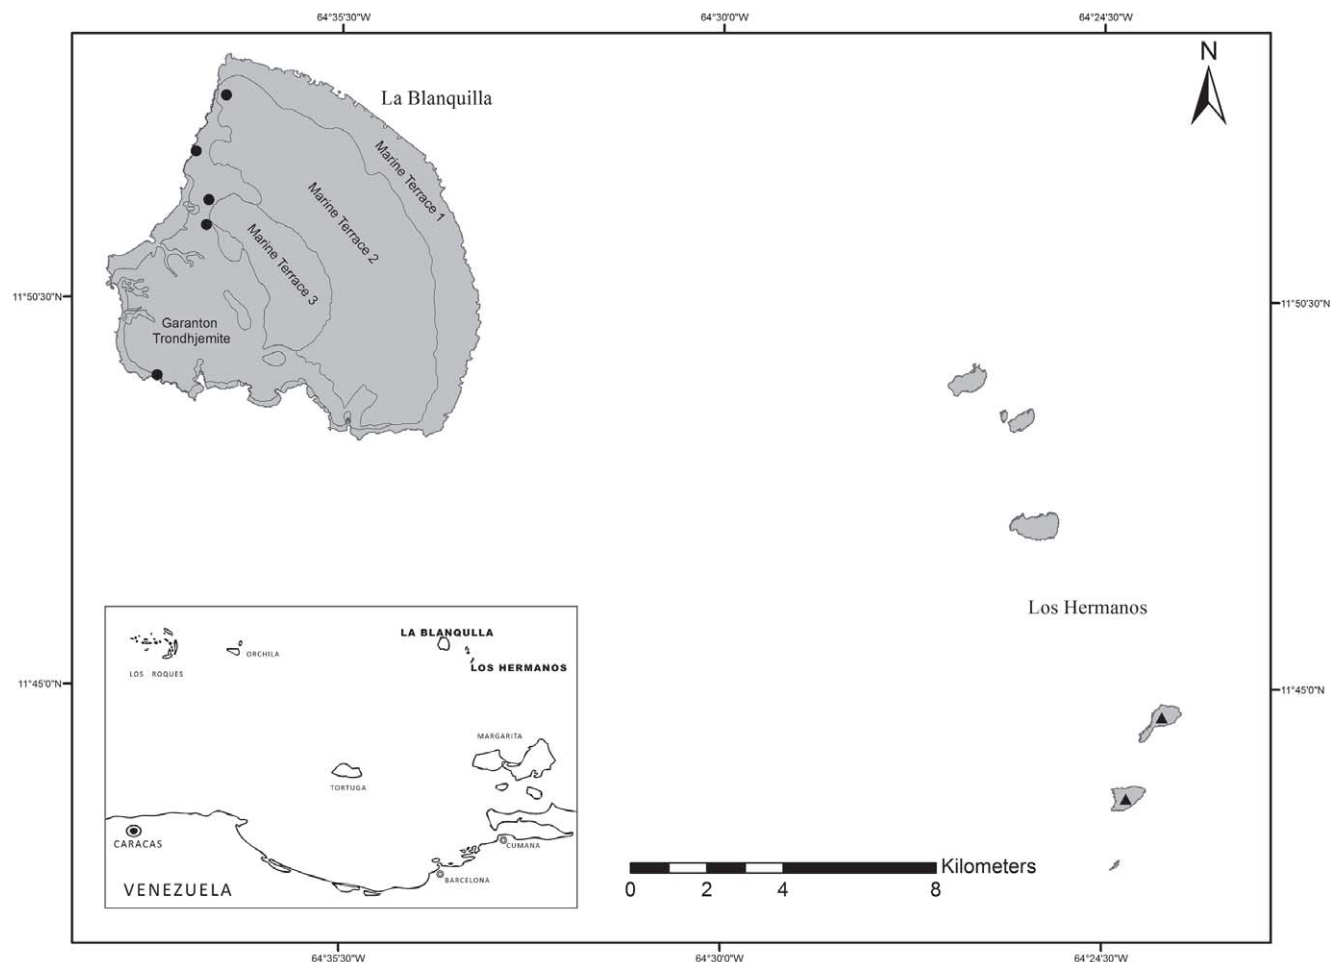 64°35'30"W
64°30'0"W
64°24'30"W
N
La Blanquilla
Marine Terrace 1
Marine Terrace 2
Marine Terrace 3
11°50'30"N
11°50'30"N
Garanton
Trondhjemite
Los Hermanos
LA BLANQULLA
LOS HERMANOS
LOS ROQUES
ORCHILA
11°45'0"N
11°45'0"N
MARGARITA
TORTUGA
CARACAS
CUMANA
BARCELONA
VENEZUELA
Kilometers
0 2 4 8
64°35'30"W
64°30'0"W
64°24'30"W